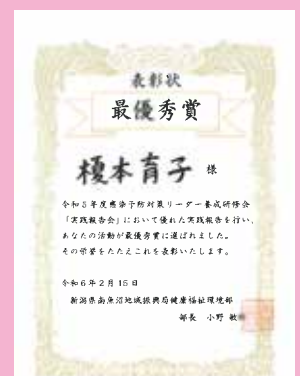 表彰状
最優秀賞
榎本育子 様
令和5年度感染予防対策リーダー養成研修会
「実践報告会」において優れた実践報告を行い、
あなたの活動が最優秀賞に選ばれました。
その栄誉をたたえこれを表彰いたします。
令和6年2月15日
新潟県南魚沼地域振興局健康福祉環境部
部長 小野 敏